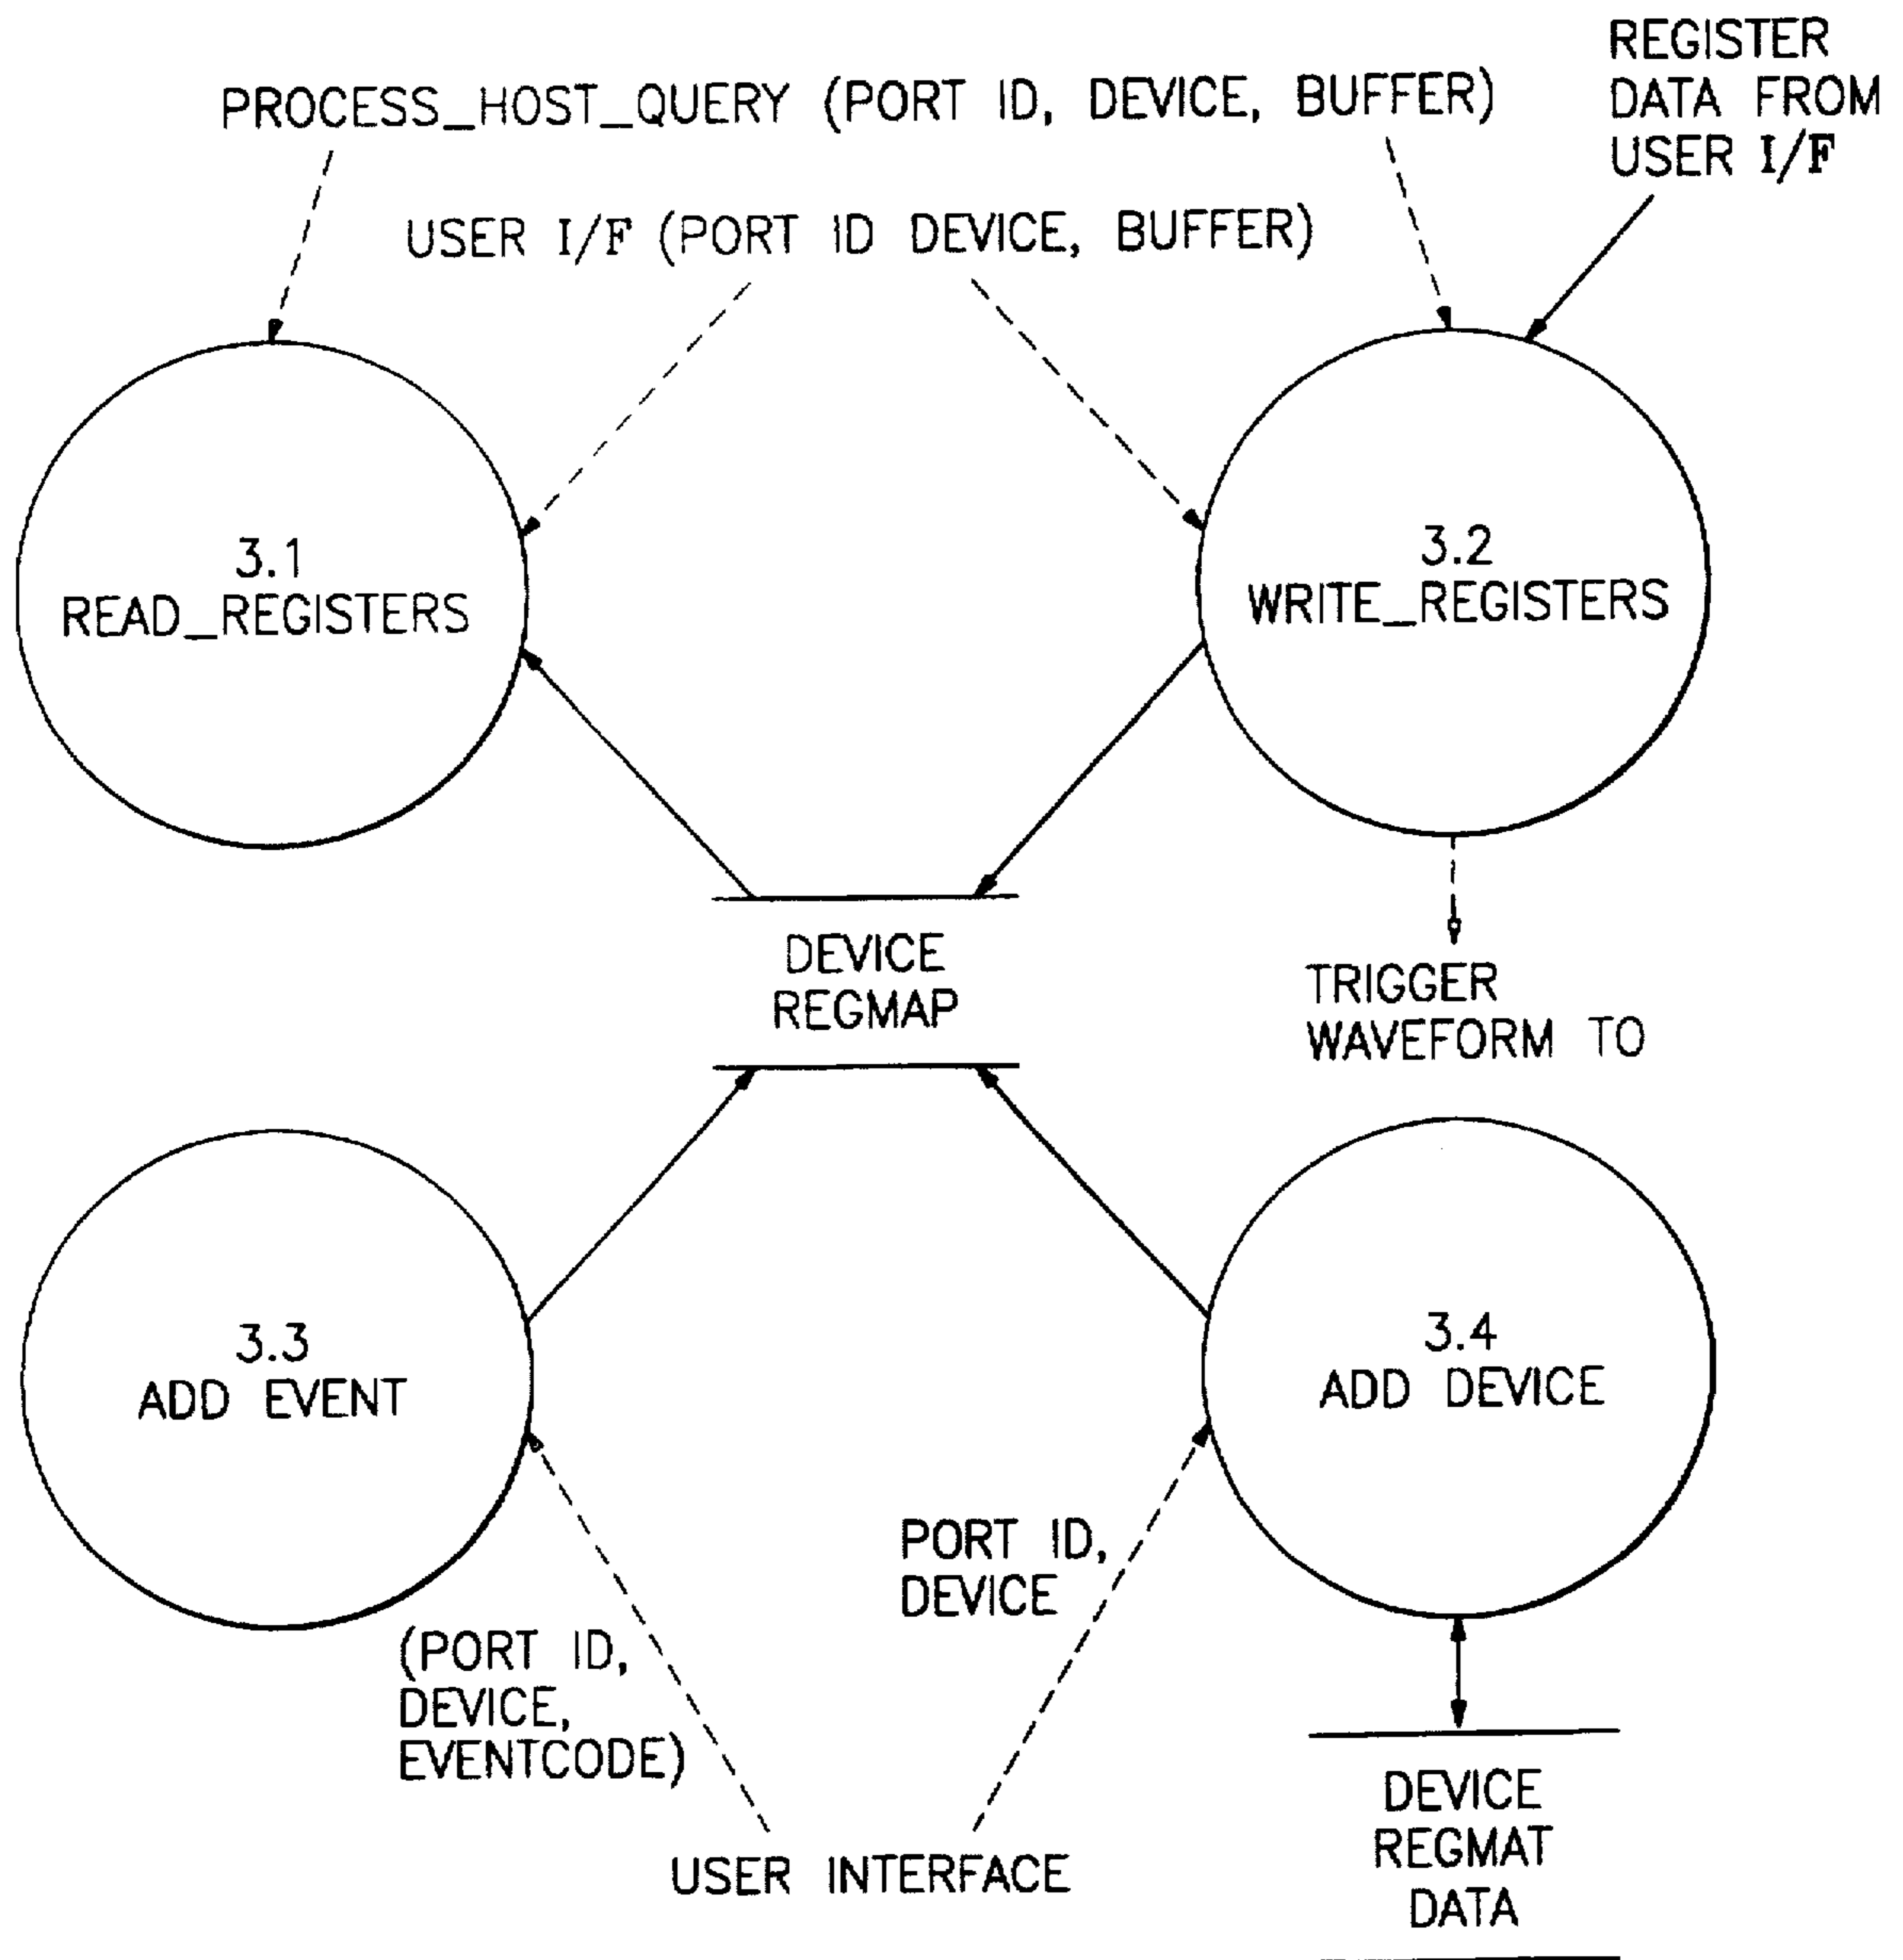 REGISTER
DATA FROM
USER I/F
PROCESS_HOST_QUERY (PORT ID, DEVICE, BUFFER)
USER I/F (PORT ID DEVICE, BUFFER)
3.1
READ_REGISTERS
3.2
WRITE_REGISTERS
DEVICE
REGMAP
TRIGGER
WAVEFORM TO
3.3
ADD EVENT
3.4
ADD DEVICE
PORT ID,
DEVICE
(PORT ID,
DEVICE,
EVENTCODE)
USER INTERFACE
DEVICE
REGMAT
DATA